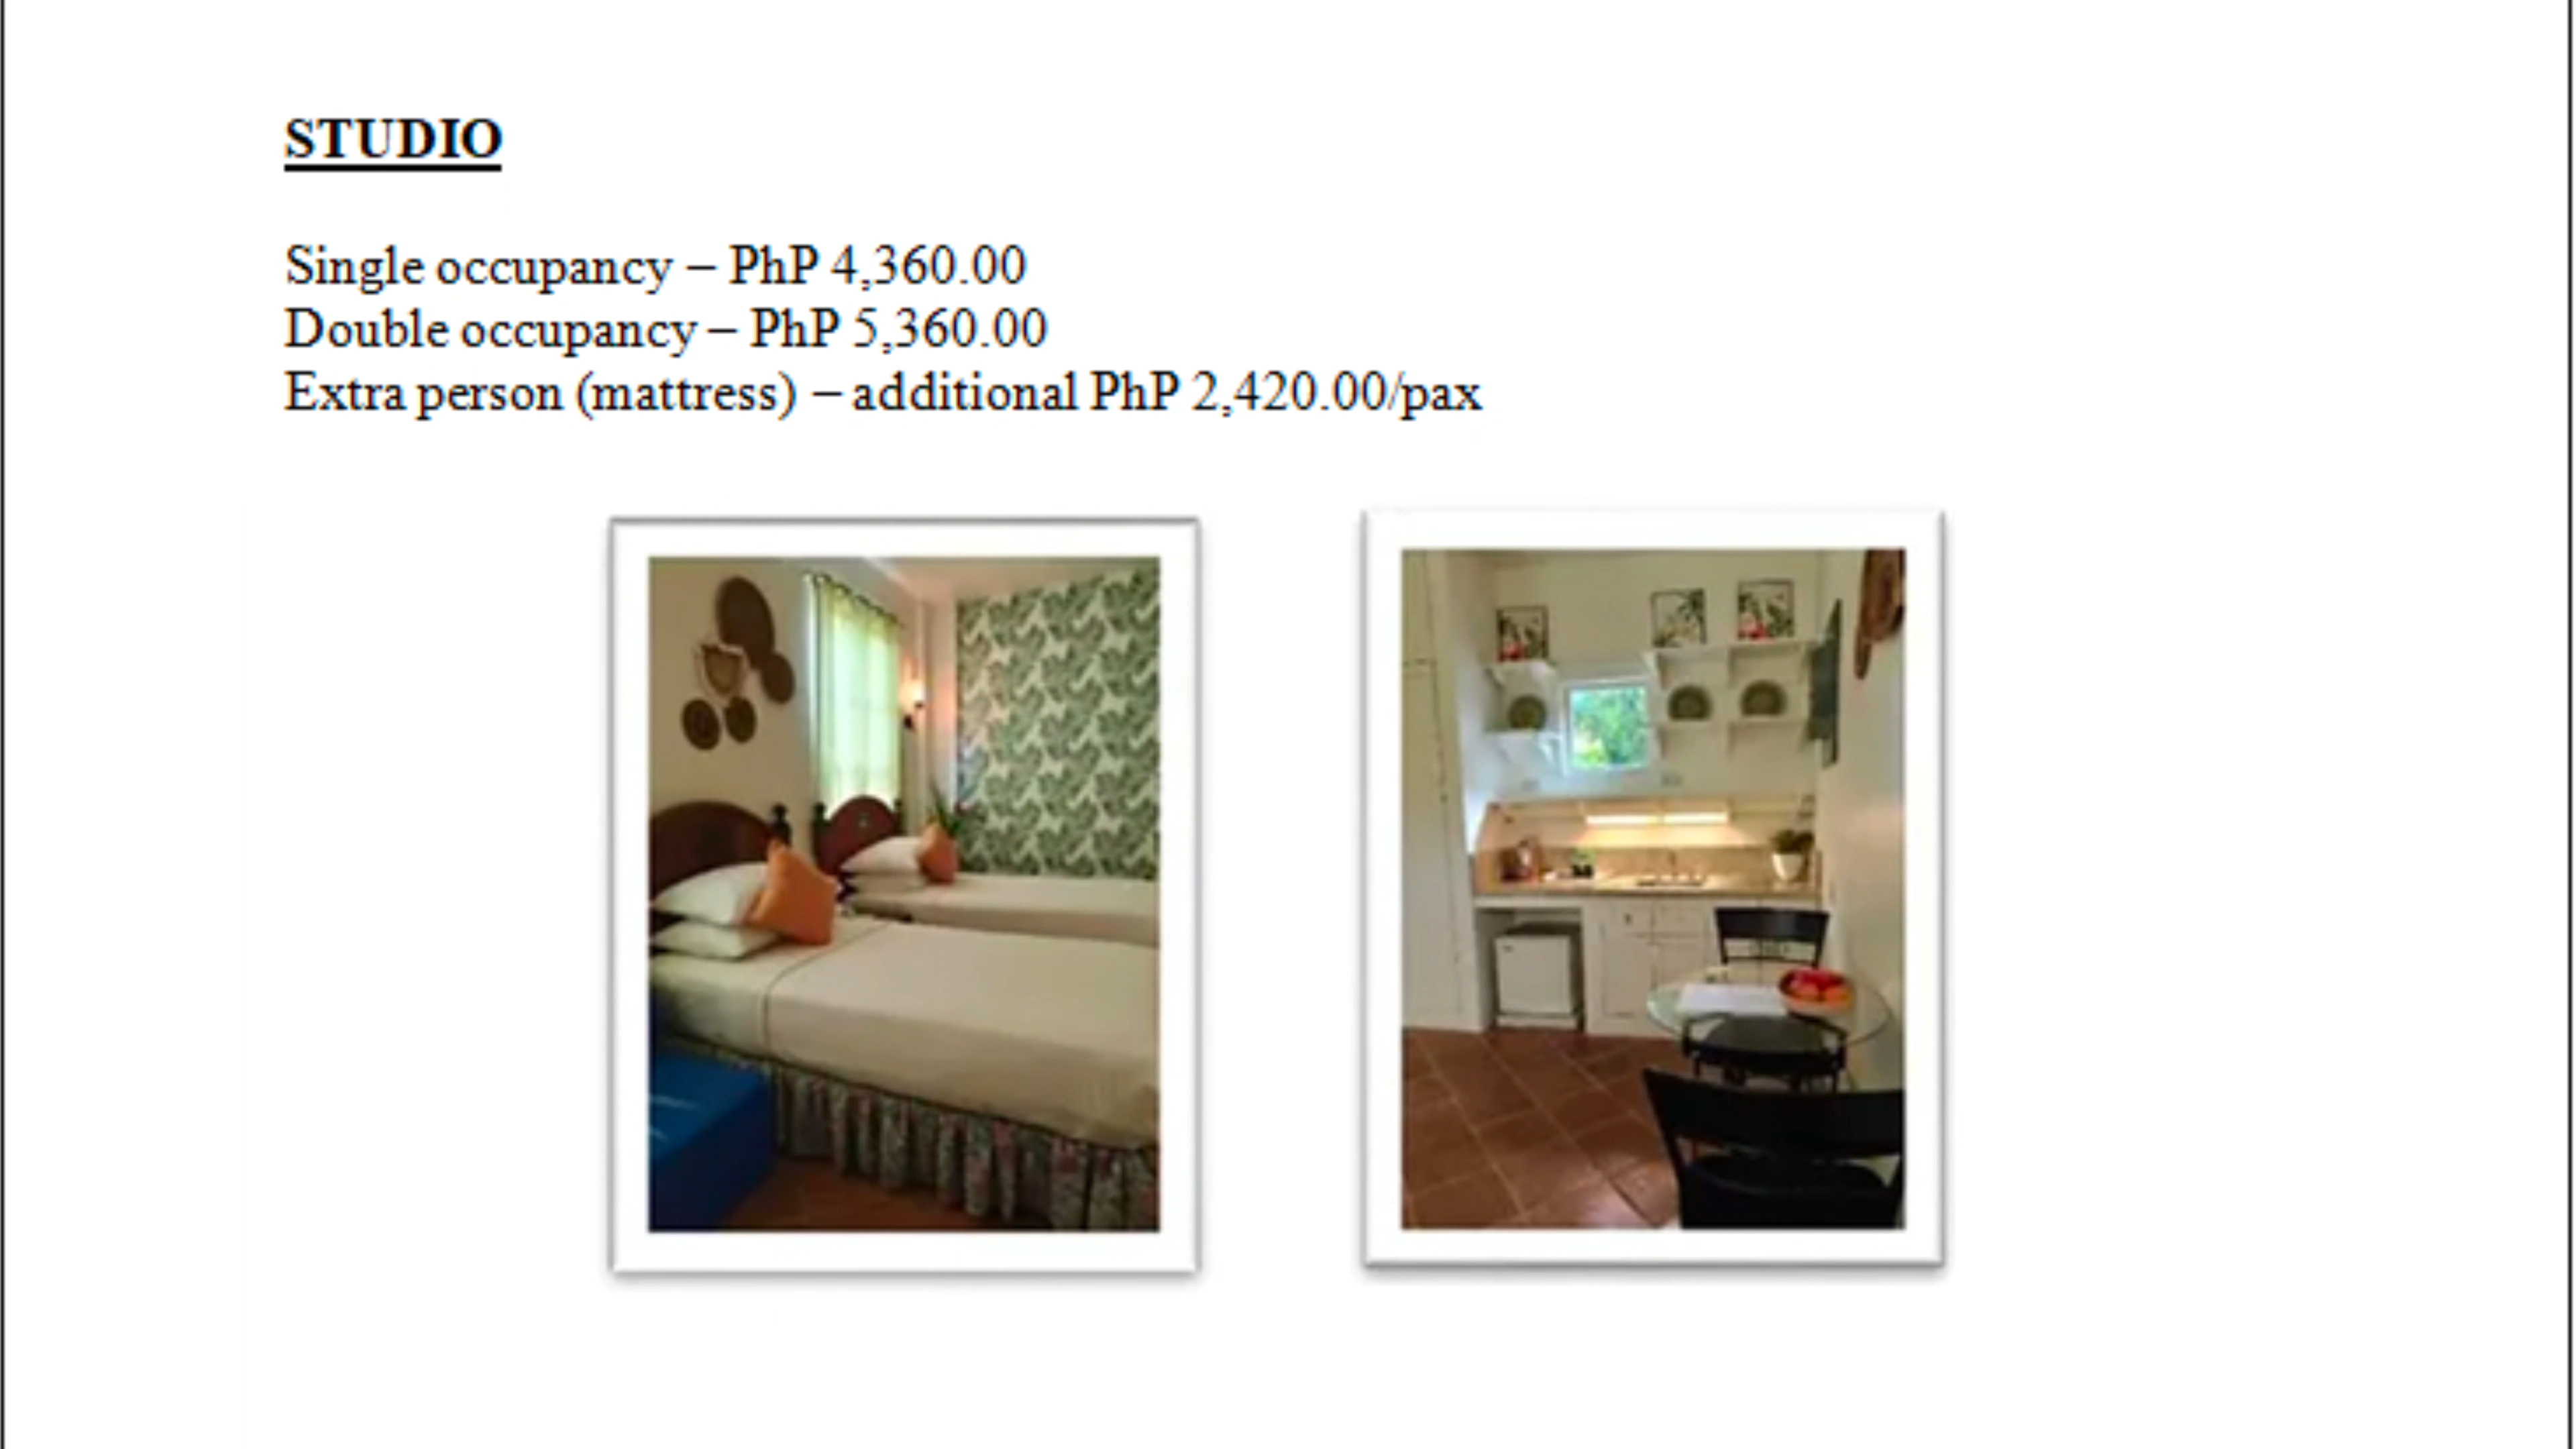 STUDIO
Single occupancy – PhP 4,360.00
Double occupancy – PhP 5,360.00
Extra person (mattress) – additional PhP 2,420.00/pax